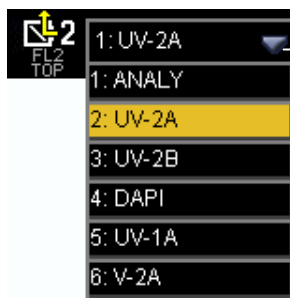 2
FL2
TOP
1: UV-2A
1: ANALY
2: UV-2A
3: UV-2B
4: DAPI
5: UV-1A
6: V-2A